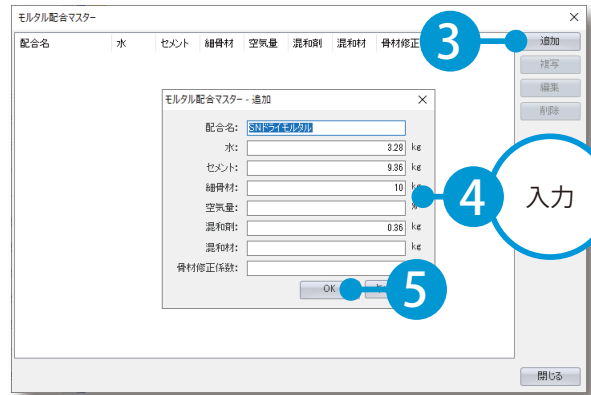 モルタル配合マスター
配合名 水 セメント 細骨材 空気量 混和剤 混和材 骨材修正
3
追加
複写
編集
削除
モルタル配合マスター - 追加
配合名: SNドライモルタル
水: 3.28 kg
セメント: 9.36 kg
細骨材: 10 kg
空気量:
混和剤: 0.36 kg
混和材: kg
骨材修正係数:
4
入力
OK
5
閉じる